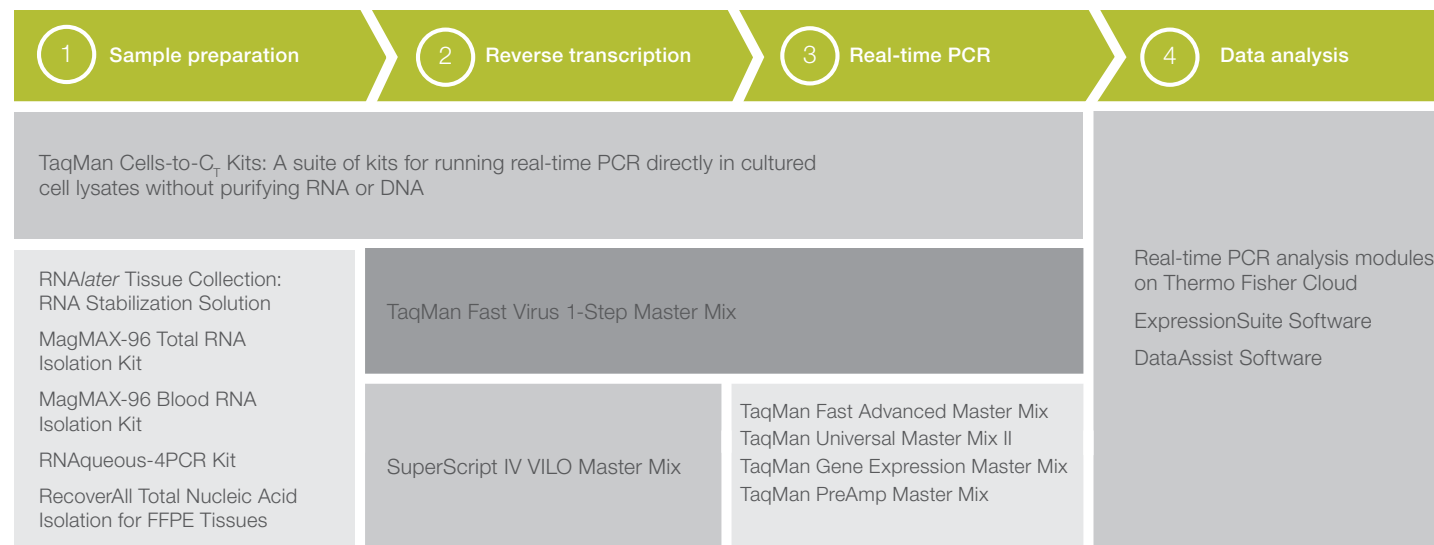 1 Sample preparation
2 Reverse transcription
3 Real-time PCR
4 Data analysis
TaqMan Cells-to-CT Kits: A suite of kits for running real-time PCR directly in cultured
cell lysates without purifying RNA or DNA
RNAlater Tissue Collection:
RNA Stabilization Solution
MagMAX-96 Total RNA
Isolation Kit
MagMAX-96 Blood RNA
Isolation Kit
RNAqueous-4PCR Kit
RecoverAll Total Nucleic Acid
Isolation for FFPE Tissues
TaqMan Fast Virus 1-Step Master Mix
SuperScript IV VILO Master Mix
TaqMan Fast Advanced Master Mix
TaqMan Universal Master Mix II
TaqMan Gene Expression Master Mix
TaqMan PreAmp Master Mix
Real-time PCR analysis modules
on Thermo Fisher Cloud
ExpressionSuite Software
DataAssist Software